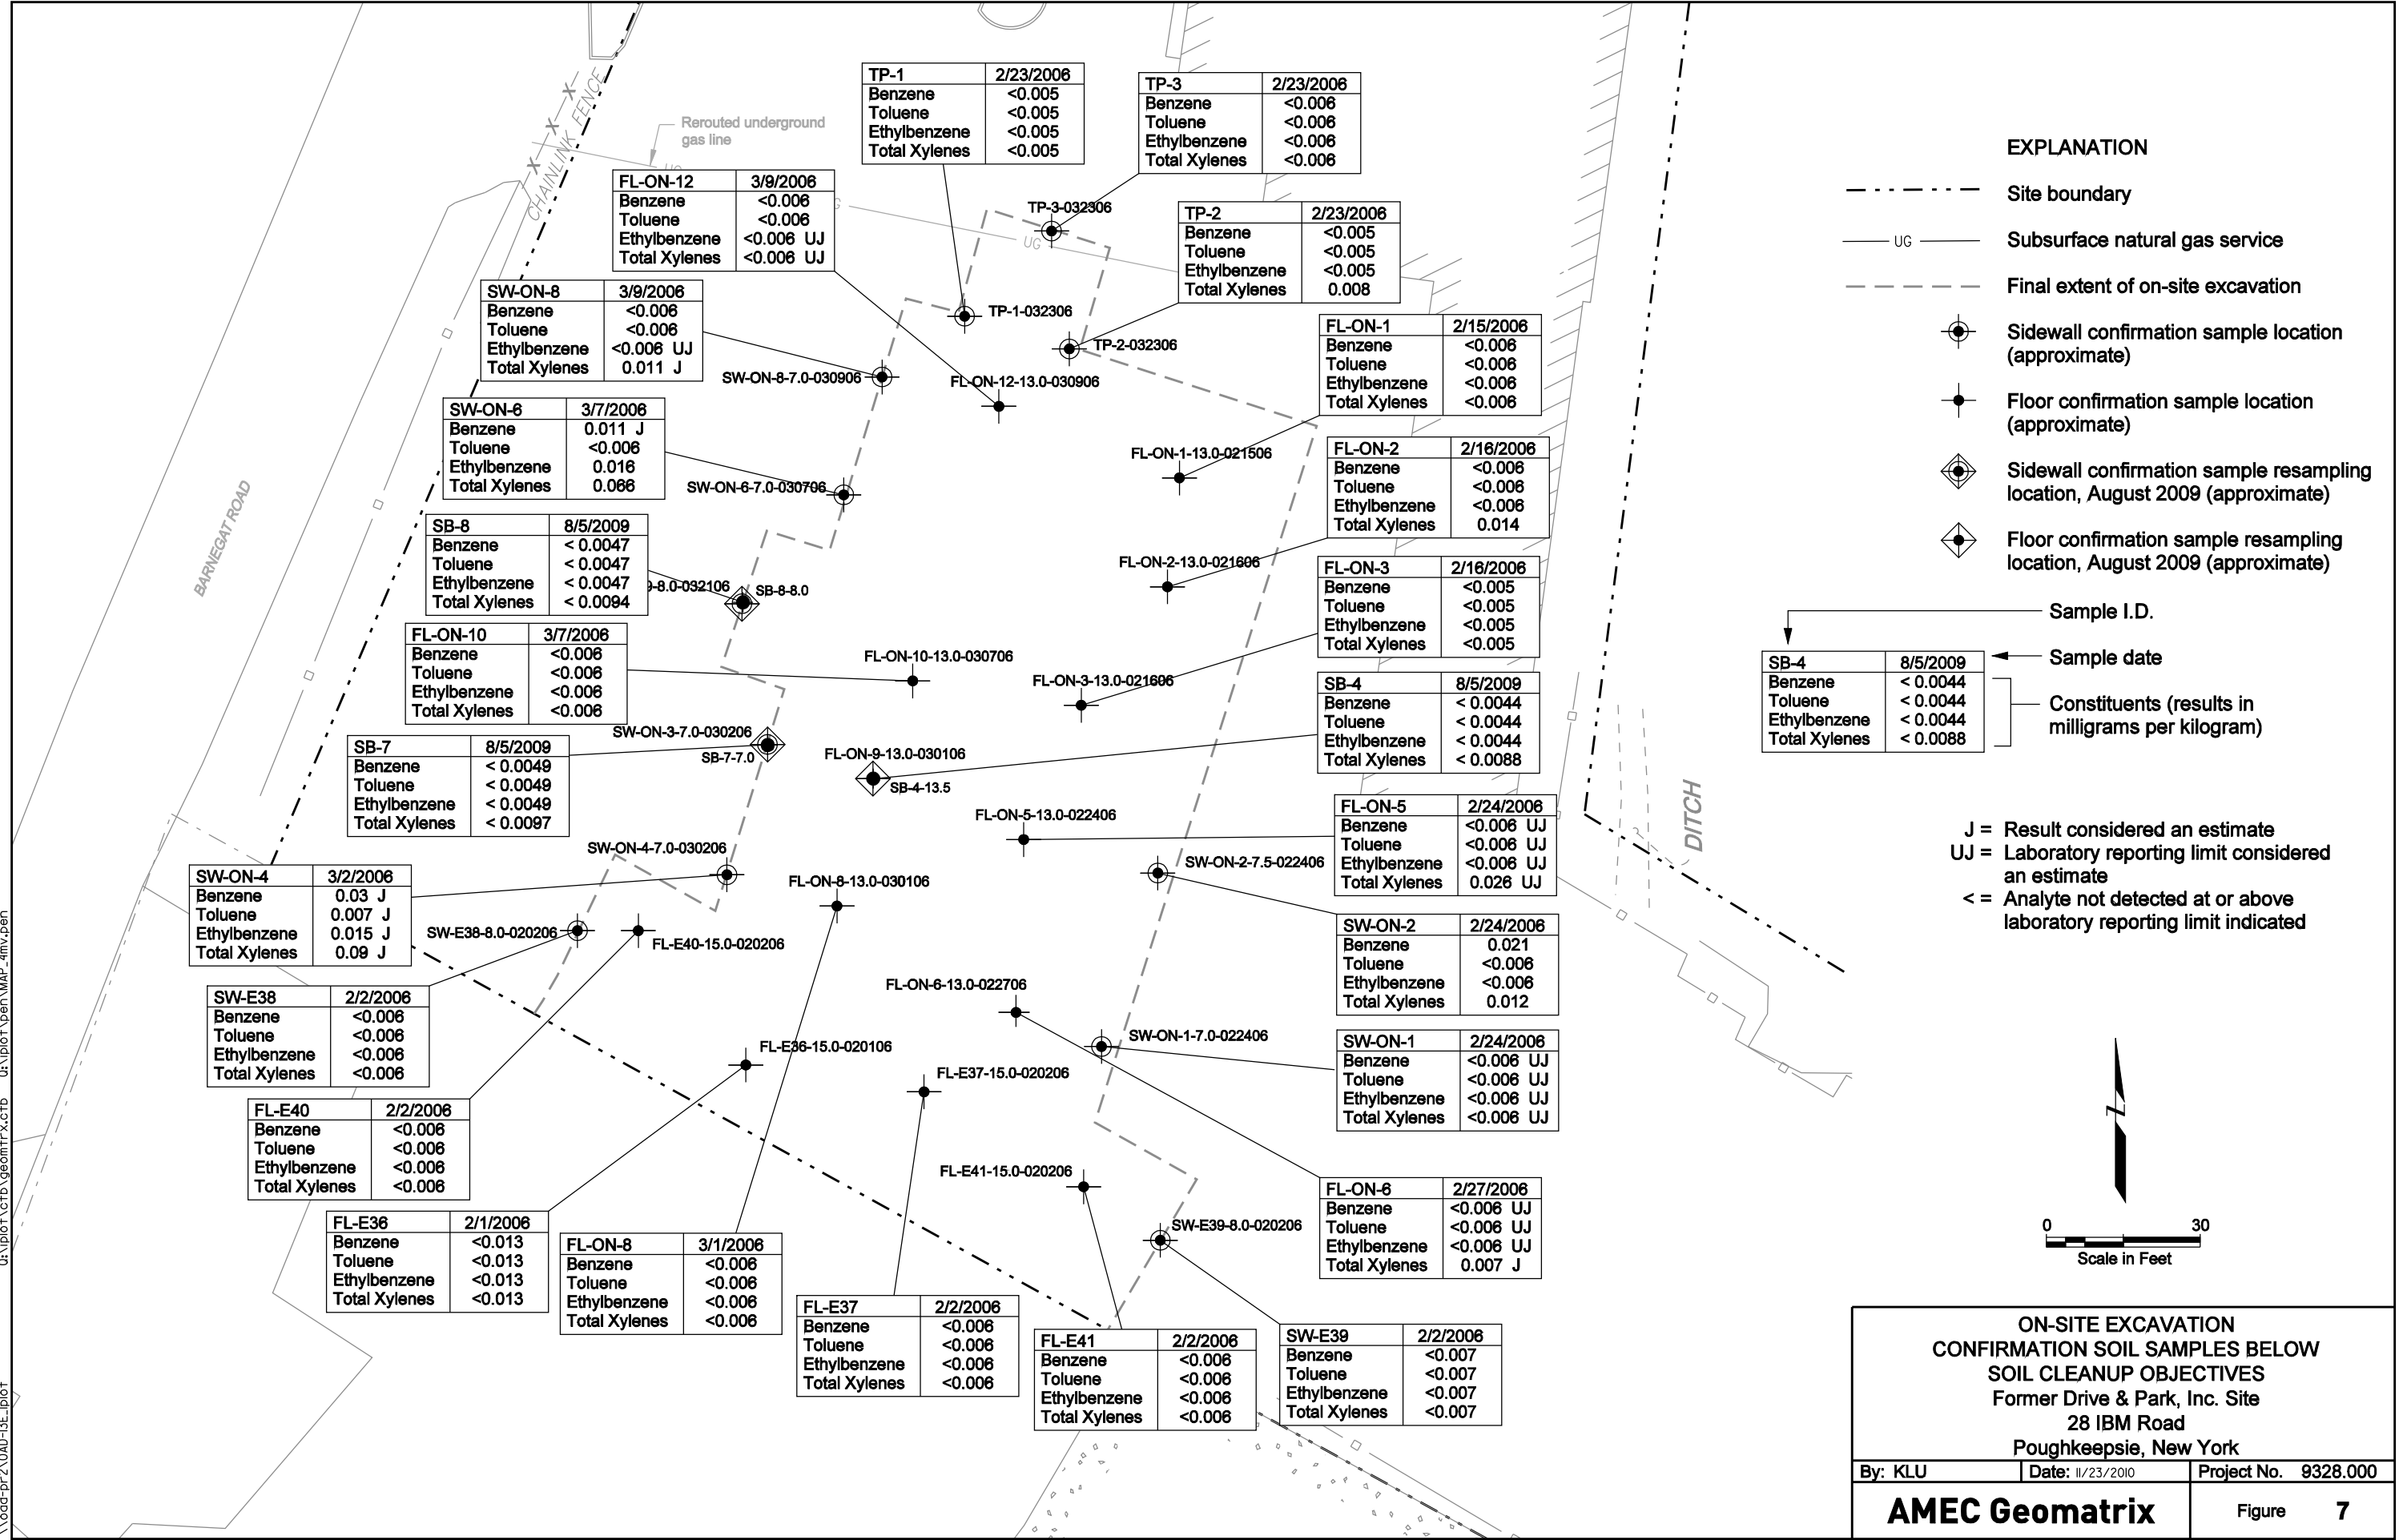 TP-1 2/23/2006
Benzene <0.005
Toluene <0.005
Ethylbenzene <0.005
Total Xylenes <0.005
TP-3 2/23/2006
Benzene <0.006
Toluene <0.006
Ethylbenzene <0.006
Total Xylenes <0.006
CHAINLINK FENCE
Rerouted underground
gas line
UG
FL-ON-12 3/9/2006
Benzene <0.006
Toluene <0.006
Ethylbenzene <0.006 UJ
Total Xylenes <0.006 UJ
TP-3-032306
TP-2 2/23/2006
Benzene <0.005
Toluene <0.005
Ethylbenzene <0.005
Total Xylenes 0.008
SW-ON-8 3/9/2006
Benzene <0.006
Toluene <0.006
Ethylbenzene <0.006 UJ
Total Xylenes 0.011 J
TP-1-032306
TP-2-032306
SW-ON-8-7.0-030906
FL-ON-12-13.0-030906
FL-ON-1 2/15/2006
Benzene <0.006
Toluene <0.006
Ethylbenzene <0.006
Total Xylenes <0.006
SW-ON-6 3/7/2006
Benzene 0.011 J
Toluene <0.006
Ethylbenzene 0.016
Total Xylenes 0.066
SW-ON-6-7.0-030706
FL-ON-1-13.0-021506
FL-ON-2 2/16/2006
Benzene <0.006
Toluene <0.006
Ethylbenzene <0.006
Total Xylenes 0.014
BARNEGAT ROAD
SB-8 8/5/2009
Benzene < 0.0047
Toluene < 0.0047
Ethylbenzene < 0.0047
Total Xylenes < 0.0094
9-8.0-032106
SB-8-8.0
FL-ON-2-13.0-021606
FL-ON-3 2/16/2006
Benzene <0.005
Toluene <0.005
Ethylbenzene <0.005
Total Xylenes <0.005
FL-ON-10 3/7/2006
Benzene <0.006
Toluene <0.006
Ethylbenzene <0.006
Total Xylenes <0.006
FL-ON-10-13.0-030706
FL-ON-3-13.0-021606
SB-4 8/5/2009
Benzene < 0.0044
Toluene < 0.0044
Ethylbenzene < 0.0044
Total Xylenes < 0.0088
SW-ON-3-7.0-030206
SB-7-7.0
SB-7 8/5/2009
Benzene < 0.0049
Toluene < 0.0049
Ethylbenzene < 0.0049
Total Xylenes < 0.0097
FL-ON-9-13.0-030106
SB-4-13.5
FL-ON-5-13.0-022406
FL-ON-5 2/24/2006
Benzene <0.006 UJ
Toluene <0.006 UJ
Ethylbenzene <0.006 UJ
Total Xylenes 0.026 UJ
DITCH
SW-ON-4-7.0-030206
SW-ON-4 3/2/2006
Benzene 0.03 J
Toluene 0.007 J
Ethylbenzene 0.015 J
Total Xylenes 0.09 J
FL-ON-8-13.0-030106
SW-ON-2-7.5-022406
SW-ON-2 2/24/2006
Benzene 0.021
Toluene <0.006
Ethylbenzene <0.006
Total Xylenes 0.012
SW-E38-8.0-020206
FL-E40-15.0-020206
SW-E38 2/2/2006
Benzene <0.006
Toluene <0.006
Ethylbenzene <0.006
Total Xylenes <0.006
FL-ON-6-13.0-022706
SW-ON-1-7.0-022406
SW-ON-1 2/24/2006
Benzene <0.006 UJ
Toluene <0.006 UJ
Ethylbenzene <0.006 UJ
Total Xylenes <0.006 UJ
FL-E36-15.0-020106
FL-E37-15.0-020206
FL-E40 2/2/2006
Benzene <0.006
Toluene <0.006
Ethylbenzene <0.006
Total Xylenes <0.006
FL-E41-15.0-020206
FL-ON-6 2/27/2006
Benzene <0.006 UJ
Toluene <0.006 UJ
Ethylbenzene <0.006 UJ
Total Xylenes 0.007 J
FL-E36 2/1/2006
Benzene <0.013
Toluene <0.013
Ethylbenzene <0.013
Total Xylenes <0.013
FL-ON-8 3/1/2006
Benzene <0.006
Toluene <0.006
Ethylbenzene <0.006
Total Xylenes <0.006
SW-E39-8.0-020206
FL-E37 2/2/2006
Benzene <0.006
Toluene <0.006
Ethylbenzene <0.006
Total Xylenes <0.006
FL-E41 2/2/2006
Benzene <0.006
Toluene <0.006
Ethylbenzene <0.006
Total Xylenes <0.006
SW-E39 2/2/2006
Benzene <0.007
Toluene <0.007
Ethylbenzene <0.007
Total Xylenes <0.007
EXPLANATION
Site boundary
UG Subsurface natural gas service
Final extent of on-site excavation
Sidewall confirmation sample location
(approximate)
Floor confirmation sample location
(approximate)
Sidewall confirmation sample resampling
location, August 2009 (approximate)
Floor confirmation sample resampling
location, August 2009 (approximate)
Sample I.D.
Sample date
SB-4 8/5/2009
Benzene < 0.0044
Toluene < 0.0044
Ethylbenzene < 0.0044
Total Xylenes < 0.0088
Constituents (results in
milligrams per kilogram)
J = Result considered an estimate
UJ = Laboratory reporting limit considered
an estimate
< = Analyte not detected at or above
laboratory reporting limit indicated
0 30
Scale in Feet
ON-SITE EXCAVATION
CONFIRMATION SOIL SAMPLES BELOW
SOIL CLEANUP OBJECTIVES
Former Drive & Park, Inc. Site
28 IBM Road
Poughkeepsie, New York
By: KLU Date: 11/23/2010 Project No. 9328.000
AMEC Geomatrix Figure 7